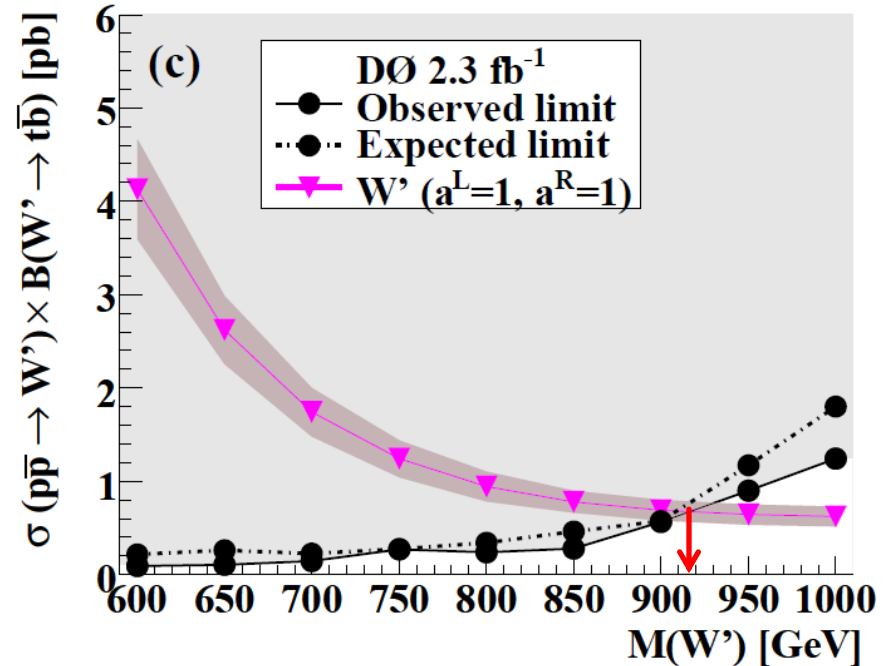 (c)
DØ 2.3 fb⁻¹
Observed limit
Expected limit
W' (aᴸ=1, aᴿ=1)
σ (pp̅ → W') × B(W' → tb̅) [pb]
6
5
4
3
2
1
0
600 650 700 750 800 850 900 950 1000
M(W') [GeV]